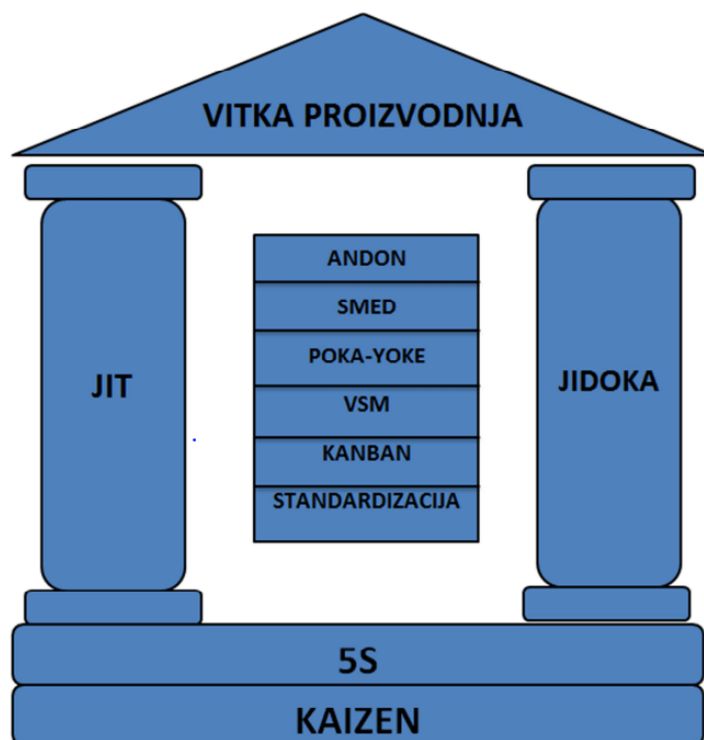 VITKA PROIZVODNJA
JIT
ANDON
SMED
POKA-YOKE
VSM
KANBAN
STANDARDIZACIJA
JIDOKA
5S
KAIZEN